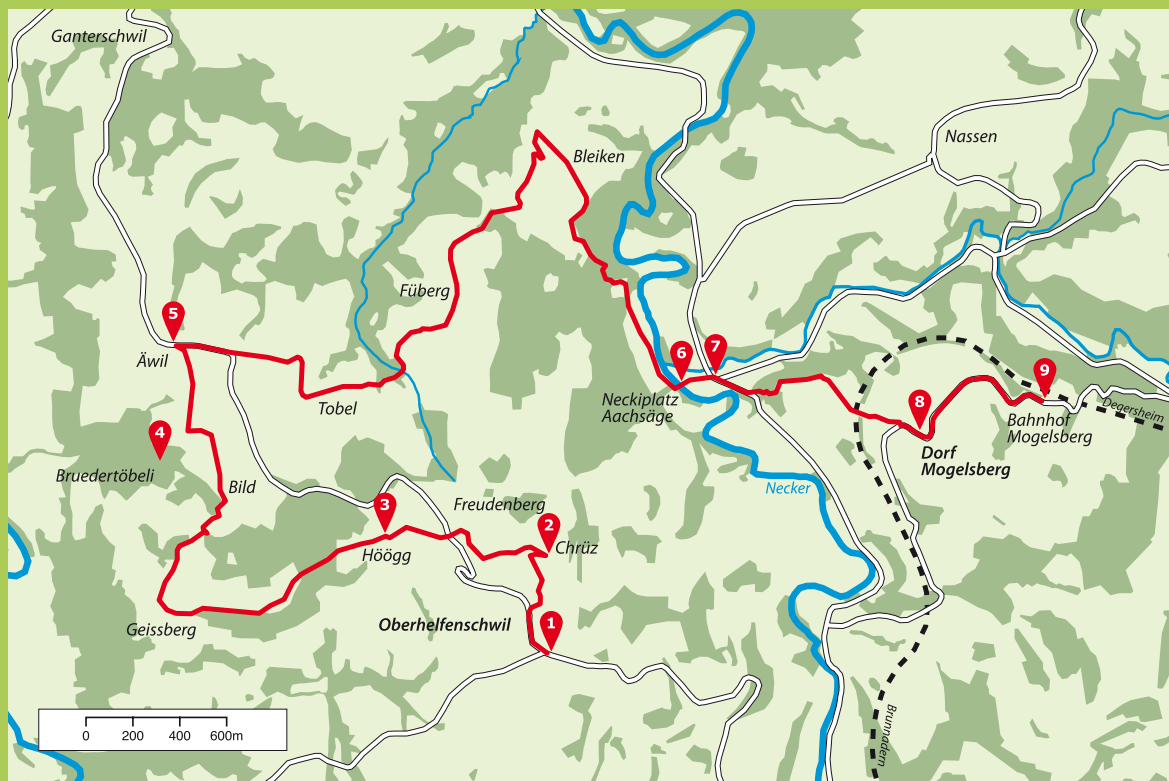 Ganterschwil
Nassen
Bleiken
Füberg
5
Äwil
6
7
9
8
Tobel
Neckiplatz
Aachsäge
Degersheim
Bahnhof
Mogelsberg
4
Dorf
Mogelsberg
Bruedertöbeli
Bild
Necker
3
Freudenberg
2
Chrüz
Höögg
Geissberg
Oberhelfenschwil
1
Brunnadern
0 200 400 600m